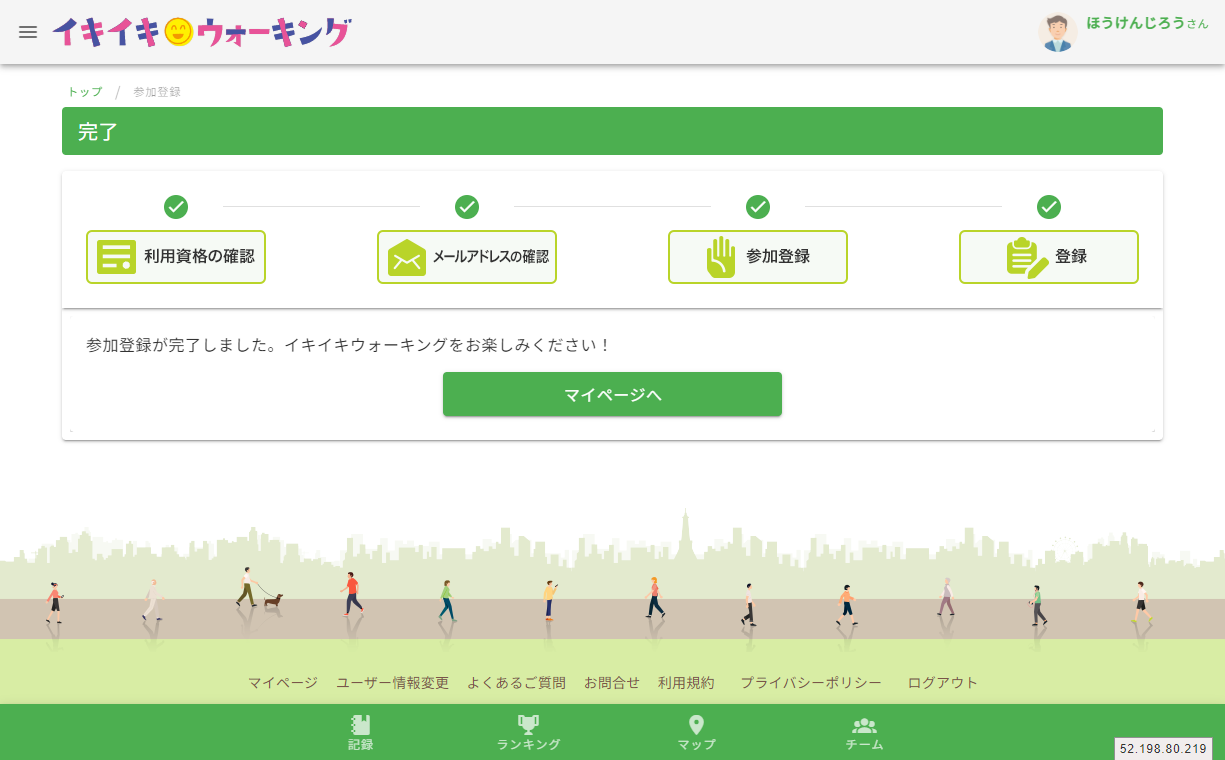 イキイキウォーキング
ほうけんじろうさん
トップ / 参加登録
完了
利用資格の確認
メールアドレスの確認
参加登録
登録
参加登録が完了しました。イキイキウォーキングをお楽しみください！
マイページへ
マイページ ユーザー情報変更 よくあるご質問 お問合せ 利用規約 プライバシーポリシー ログアウト
記録
ランキング
マップ
チーム
52.198.80.219